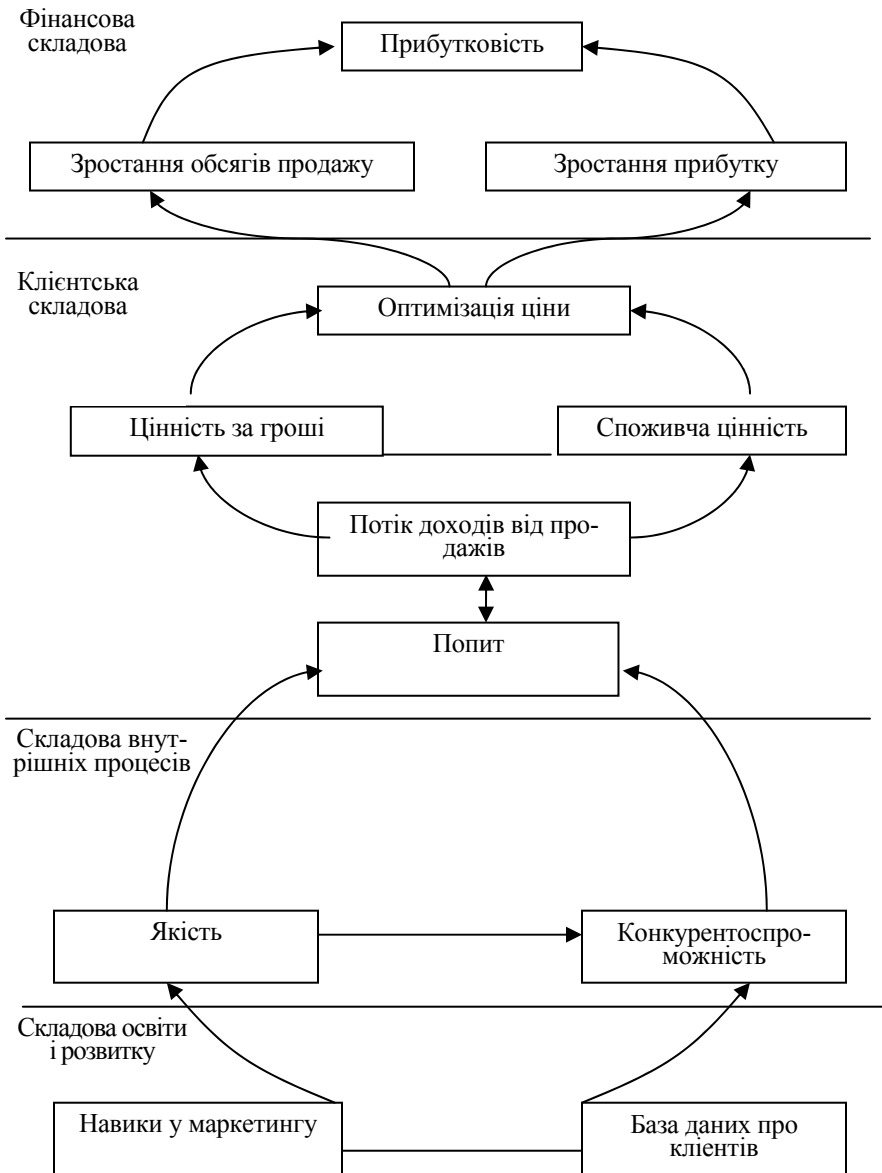 Фінансова
складова
Прибутковість
Зростання обсягів продажу
Зростання прибутку
Клієнтська
складова
Оптимізація ціни
Цінність за гроші
Споживча цінність
Потік доходів від про-
дажів
Попит
Складова внут-
рішніх процесів
Якість
Конкурентоспро-
можність
Складова освіти
і розвитку
Навики у маркетингу
База даних про
клієнтів